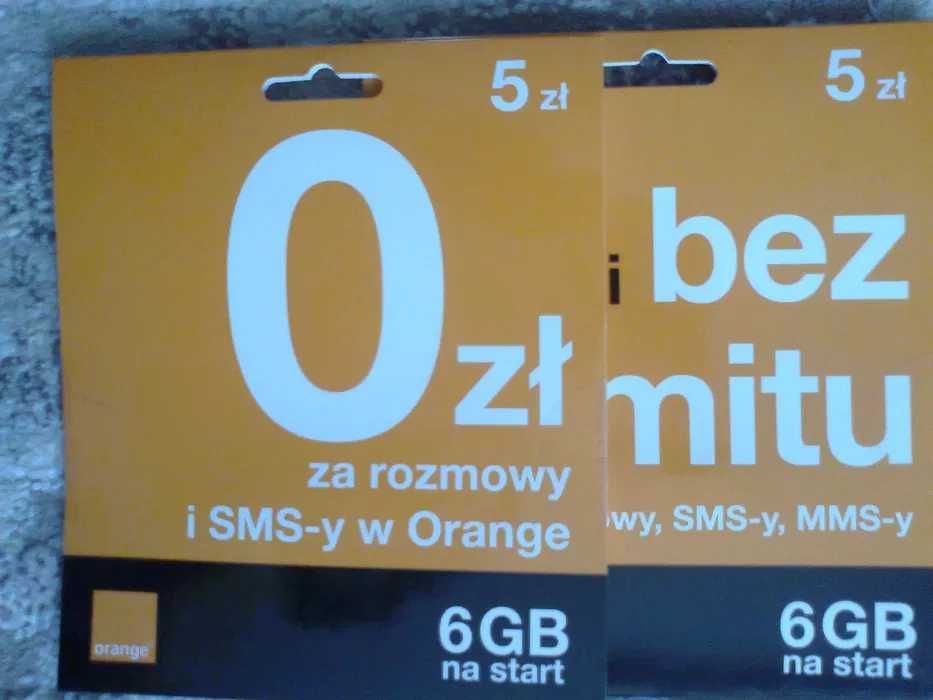 5 zł
0 zł
za rozmowy
i SMS-y w Orange
orange
6GB
na start
5 zł
i bez
mitu
owy, SMS-y, MMS-y
6GB
na start